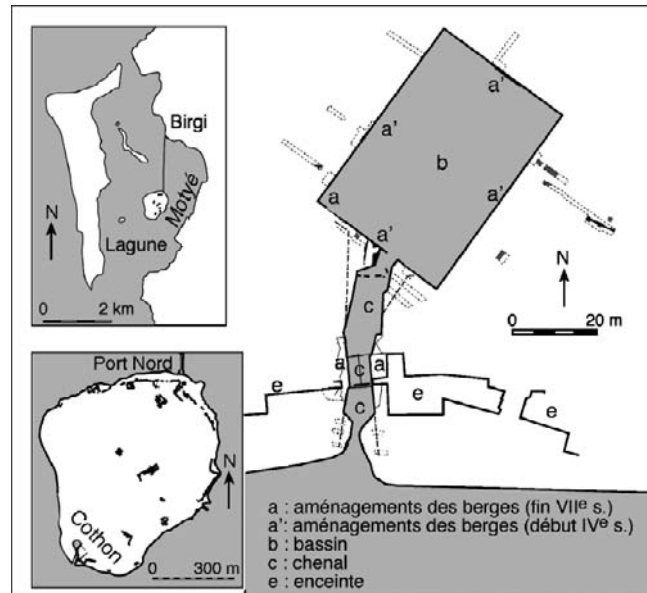 Birgi
Motyé
Lagune
N
0 2 km
Port Nord
N
Cothon
0 300 m
a'
a'
b
a
a'
a'
N
0 20 m
c
a c a
e
e
e
c
a : aménagements des berges (fin VIIe s.)
a': aménagements des berges (début IVe s.)
b : bassin
c : chenal
e : enceinte